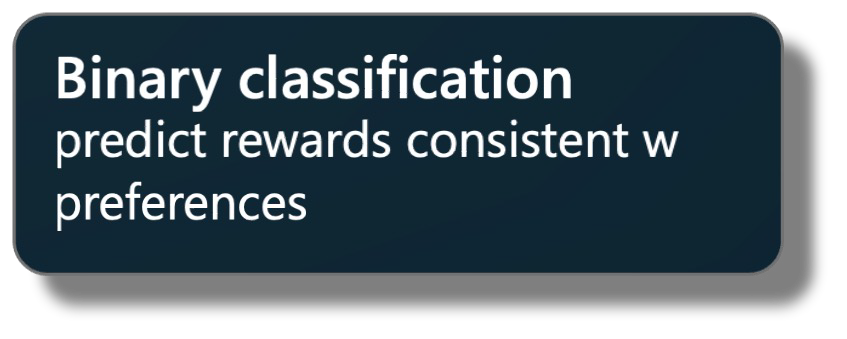 Binary classification
predict rewards consistent w
preferences